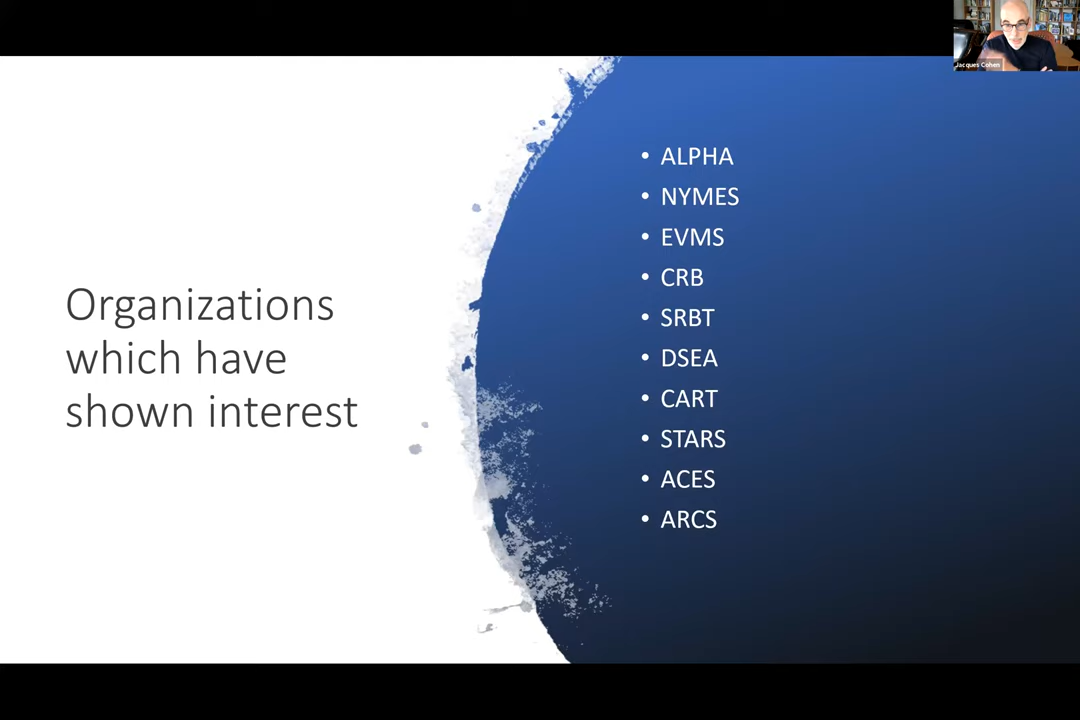 Jacques Cohen
Organizations
which have
shown interest
• ALPHA
• NYMES
• EVMS
• CRB
• SRBT
• DSEA
• CART
• STARS
• ACES
• ARCS